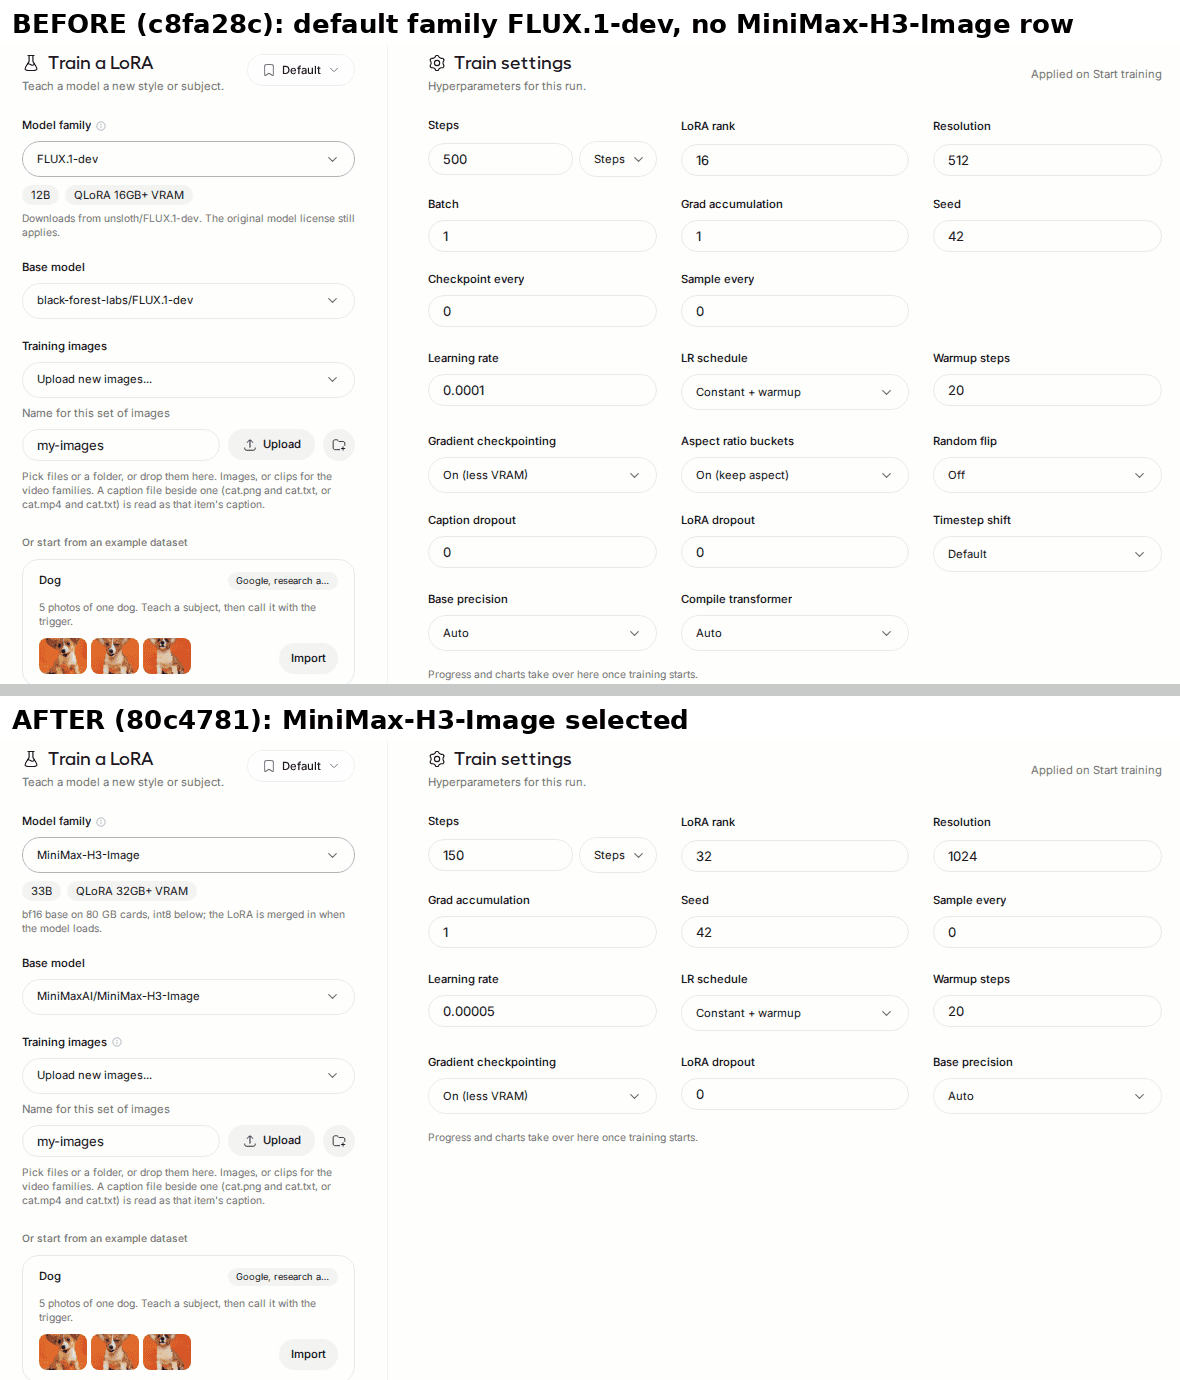 BEFORE (c8fa28c): default family FLUX.1-dev, no MiniMax-H3-Image row
Train a LoRA
Default
Teach a model a new style or subject.
Model family
FLUX.1-dev
12B QLoRA 16GB+ VRAM
Downloads from unsloth/FLUX.1-dev. The original model license still
applies.
Base model
black-forest-labs/FLUX.1-dev
Training images
Upload new images...
Name for this set of images
my-images Upload
Pick files or a folder, or drop them here. Images, or clips for the
video families. A caption file beside one (cat.png and cat.txt, or
cat.mp4 and cat.txt) is read as that item's caption.
Or start from an example dataset
Dog Google, research a...
5 photos of one dog. Teach a subject, then call it with the
trigger.
Import
Train settings
Hyperparameters for this run.
Applied on Start training
Steps LoRA rank Resolution
500 Steps 16 512
Batch Grad accumulation Seed
1 1 42
Checkpoint every Sample every
0 0
Learning rate LR schedule Warmup steps
0.0001 Constant + warmup 20
Gradient checkpointing Aspect ratio buckets Random flip
On (less VRAM) On (keep aspect) Off
Caption dropout LoRA dropout Timestep shift
0 0 Default
Base precision Compile transformer
Auto Auto
Progress and charts take over here once training starts.
AFTER (80c4781): MiniMax-H3-Image selected
Train a LoRA
Default
Teach a model a new style or subject.
Model family
MiniMax-H3-Image
33B QLoRA 32GB+ VRAM
bf16 base on 80 GB cards, int8 below; the LoRA is merged in when
the model loads.
Base model
MiniMaxAI/MiniMax-H3-Image
Training images
Upload new images...
Name for this set of images
my-images Upload
Pick files or a folder, or drop them here. Images, or clips for the
video families. A caption file beside one (cat.png and cat.txt, or
cat.mp4 and cat.txt) is read as that item's caption.
Or start from an example dataset
Dog Google, research a...
5 photos of one dog. Teach a subject, then call it with the
trigger.
Import
Train settings
Hyperparameters for this run.
Applied on Start training
Steps LoRA rank Resolution
150 Steps 32 1024
Grad accumulation Seed Sample every
1 42 0
Learning rate LR schedule Warmup steps
0.00005 Constant + warmup 20
Gradient checkpointing LoRA dropout Base precision
On (less VRAM) 0 Auto
Progress and charts take over here once training starts.